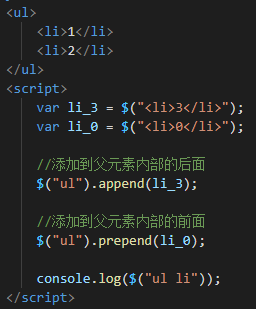 <ul>
    <li>1</li>
    <li>2</li>
</ul>
<script>
    var li_3 = $("<li>3</li>");
    var li_0 = $("<li>0</li>");

    //添加到父元素内部的后面
    $("ul").append(li_3);

    //添加到父元素内部的前面
    $("ul").prepend(li_0);

    console.log($("ul li"));
</script>